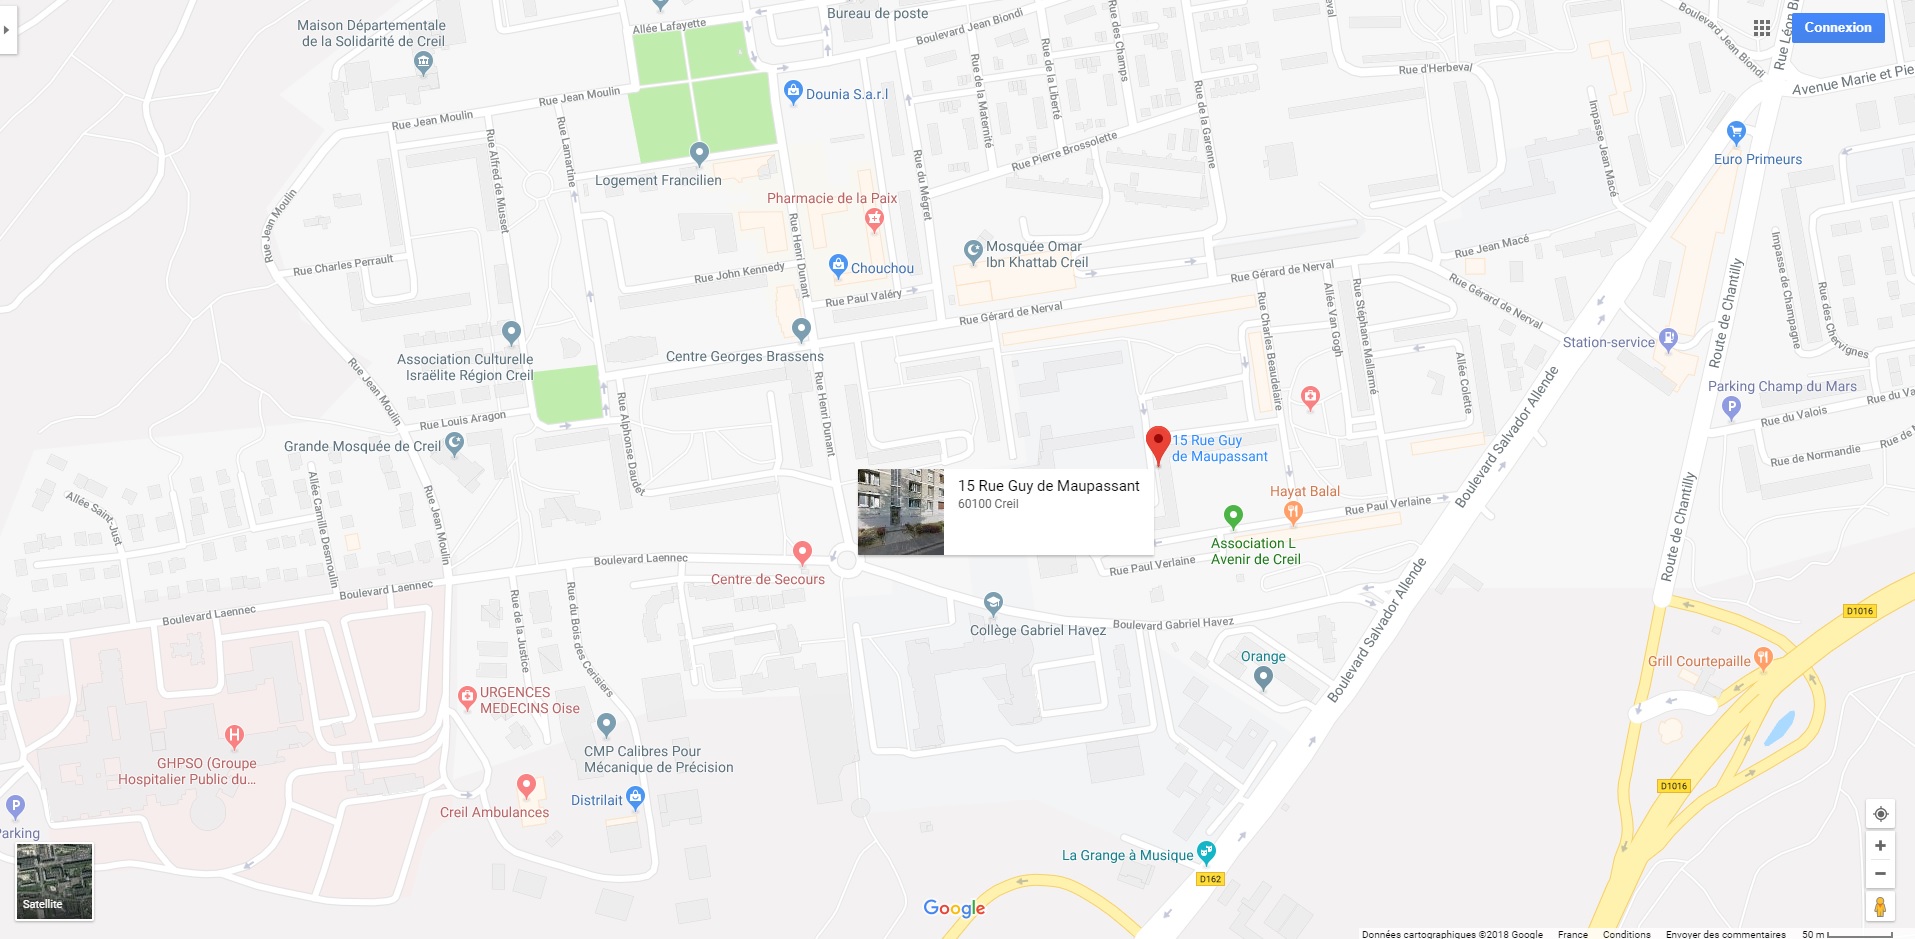 Maison Départementale
de la Solidarité de Creil
Allée Lafayette
Bureau de poste
Boulevard Jean Biondi
Rue des Champs
Rue de la Liberté
Rue de la Maternité
Rue d'Herbeval
Boulevard Jean Biondi
Connexion
Avenue Marie et Pie
Rue Jean Moulin
Rue Jean Moulin
Dounia S.a.r.l
Rue de la Garenne
Impasse Jean Macé
Euro Primeurs
Rue Alfred de Musset
Rue Lamartine
Logement Francilien
Rue Pierre Brossolette
Rue du Mégret
Pharmacie de la Paix
Rue Jean Moulin
Rue Henri Dunant
Mosquée Omar
Ibn Khattab Creil
Rue Jean Macé
Rue Charles Perrault
Rue John Kennedy
Chouchou
Rue Gérard de Nerval
Rue Gérard de Nerval
Rue Paul Valéry
Rue Gérard de Nerval
Rue Charles Beaudelaire
Allée Van Gogh
Rue Stéphane Mallarmé
Allée Colette
Route de Chantilly
Impasse de Champagne
Rue des Chervignes
Station-service
Association Culturelle
Israëlite Région Creil
Centre Georges Brassens
Parking Champ du Mars
Rue du Valois
Rue du Va
Rue de Normandie
Rue de N
Rue Jean Moulin
Rue Louis Aragon
Rue Alphonse Daudet
Rue Henri Dunant
Grande Mosquée de Creil
15 Rue Guy
de Maupassant
Boulevard Salvador Allende
15 Rue Guy de Maupassant
60100 Creil
Hayat Balal
Rue Paul Verlaine
Association L
Avenir de Creil
Rue Paul Verlaine
Allée Saint-Just
Allée Camille Desmoulin
Rue Jean Moulin
Route de Chantilly
Boulevard Laennec
Boulevard Laennec
Boulevard Laennec
Centre de Secours
Rue de la Justice
Rue du Bois des Cerisiers
Collège Gabriel Havez
Boulevard Gabriel Havez
Boulevard Salvador Allende
D1016
Orange
Grill Courtepaille
URGENCES
MEDECINS Oise
CMP Calibres Pour
Mécanique de Précision
GHPSO (Groupe
Hospitalier Public du...
D1016
Creil Ambulances
Distrilait
Parking
La Grange à Musique
D162
Satellite
Google
Données cartographiques ©2018 Google France Conditions Envoyer des commentaires 50 m